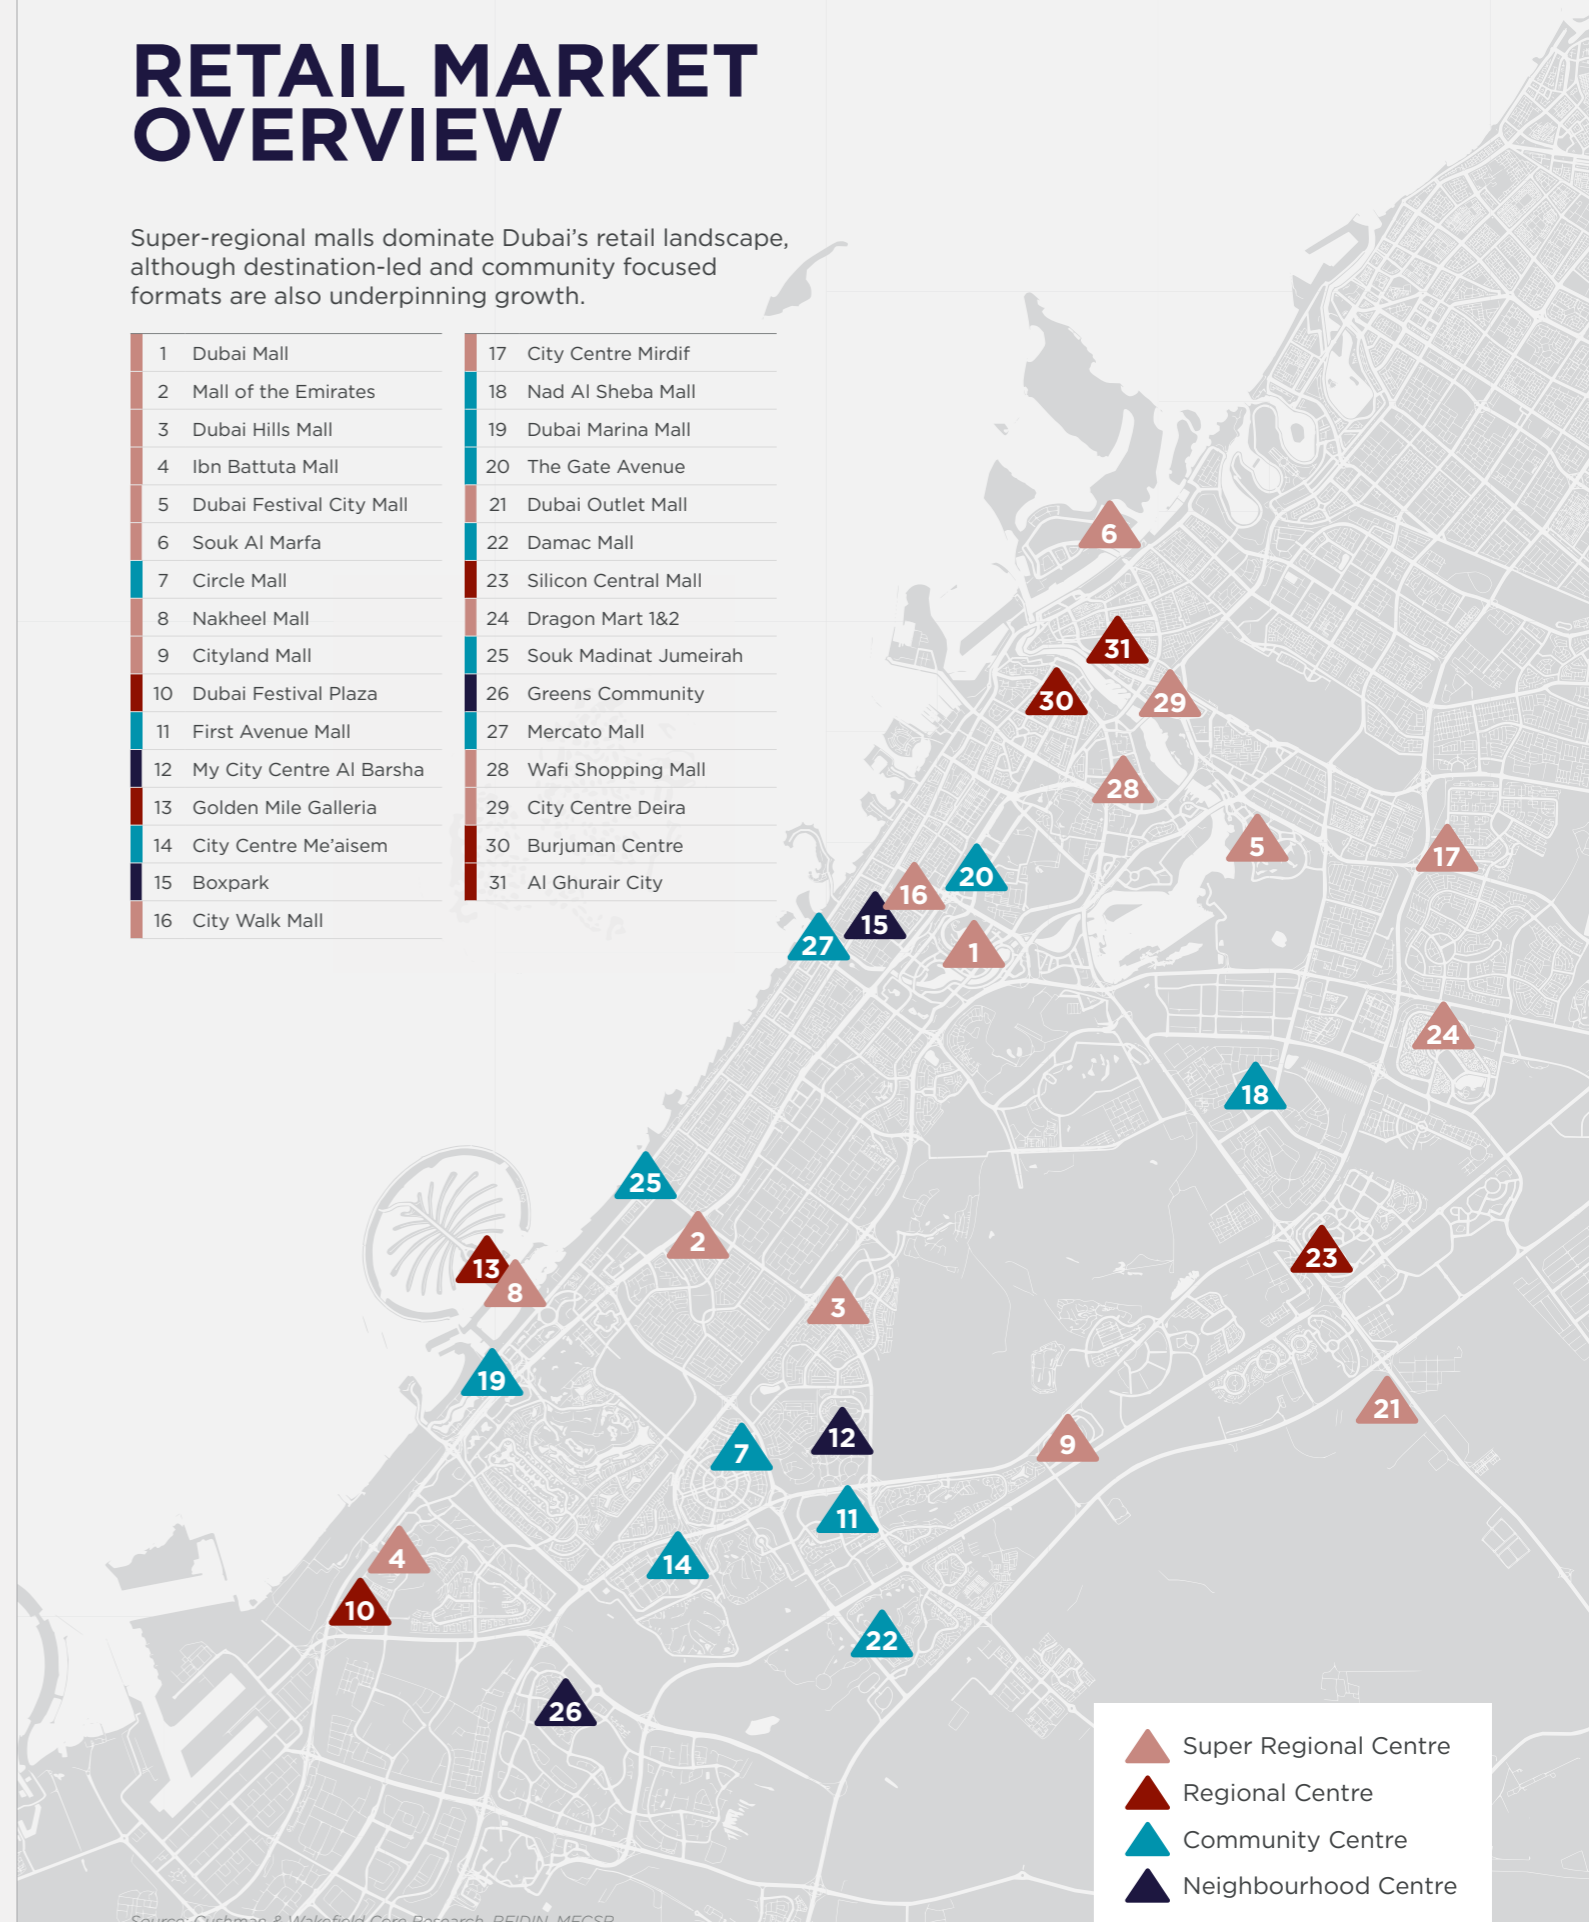 RETAIL MARKET
OVERVIEW
Super-regional malls dominate Dubai’s retail landscape,
although destination-led and community focused
formats are also underpinning growth.
1 Dubai Mall
2 Mall of the Emirates
3 Dubai Hills Mall
4 Ibn Battuta Mall
5 Dubai Festival City Mall
6 Souk Al Marfa
7 Circle Mall
8 Nakheel Mall
9 Cityland Mall
10 Dubai Festival Plaza
11 First Avenue Mall
12 My City Centre Al Barsha
13 Golden Mile Galleria
14 City Centre Me’aisem
15 Boxpark
16 City Walk Mall
17 City Centre Mirdif
18 Nad Al Sheba Mall
19 Dubai Marina Mall
20 The Gate Avenue
21 Dubai Outlet Mall
22 Damac Mall
23 Silicon Central Mall
24 Dragon Mart 1&2
25 Souk Madinat Jumeirah
26 Greens Community
27 Mercato Mall
28 Wafi Shopping Mall
29 City Centre Deira
30 Burjuman Centre
31 Al Ghurair City
6
31
30
29
28
5
17
20
16
15
27
1
24
18
25
2
13
8
23
3
19
21
12
9
7
11
4
14
10
22
26
Super Regional Centre
Regional Centre
Community Centre
Neighbourhood Centre
Source: Cushman & Wakefield Core Research, REIDIN, MECSR